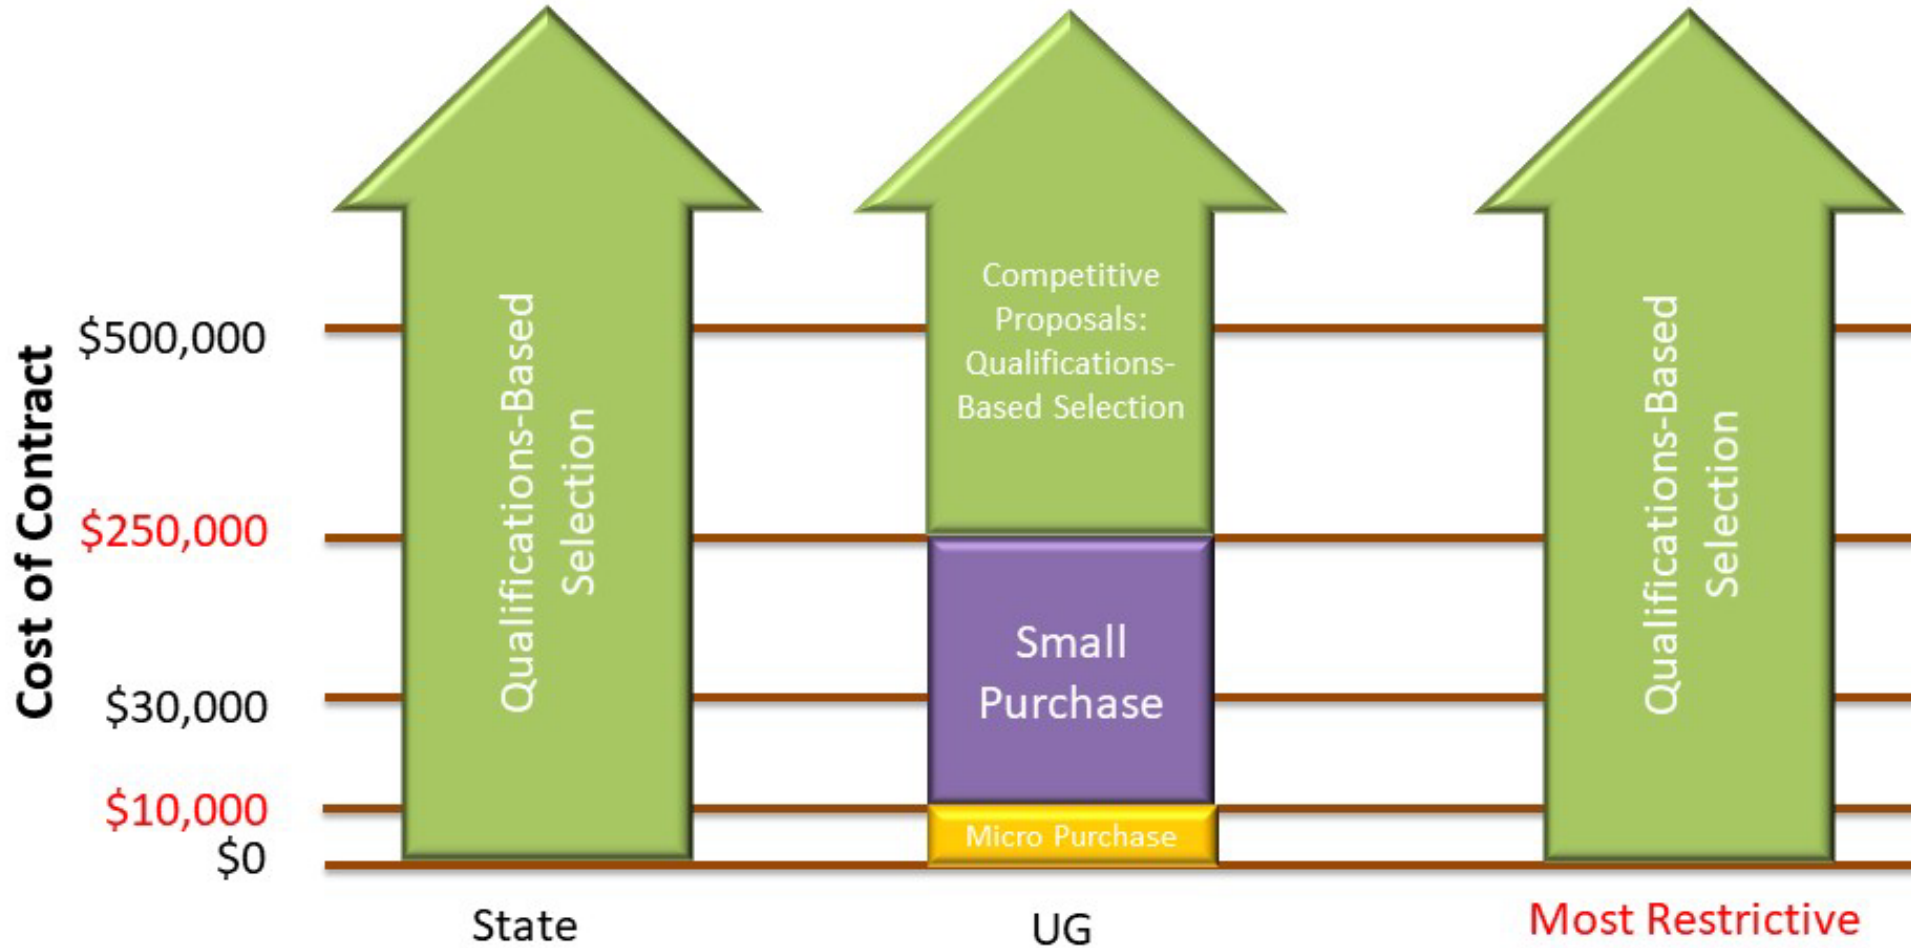 Cost of Contract
$500,000
$250,000
$30,000
$10,000
$0
Qualifications-Based
Selection
Competitive
Proposals:
Qualifications-
Based Selection
Small
Purchase
Micro Purchase
Qualifications-Based
Selection
State
UG
Most Restrictive